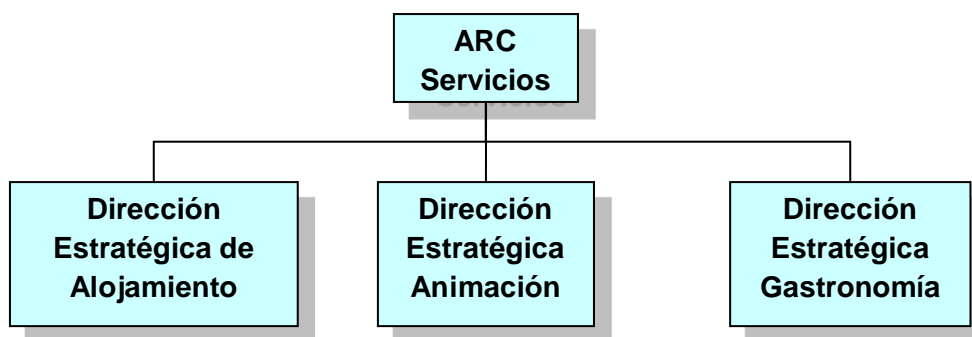 ARC
Servicios
Dirección
Estratégica de
Alojamiento
Dirección
Estratégica
Animación
Dirección
Estratégica
Gastronomía